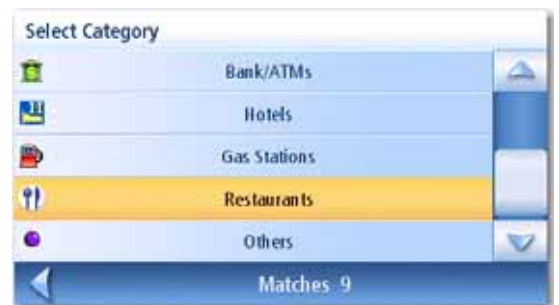 Select Category
Bank/ATMs
Hotels
Gas Stations
Restaurants
Others
Matches 9